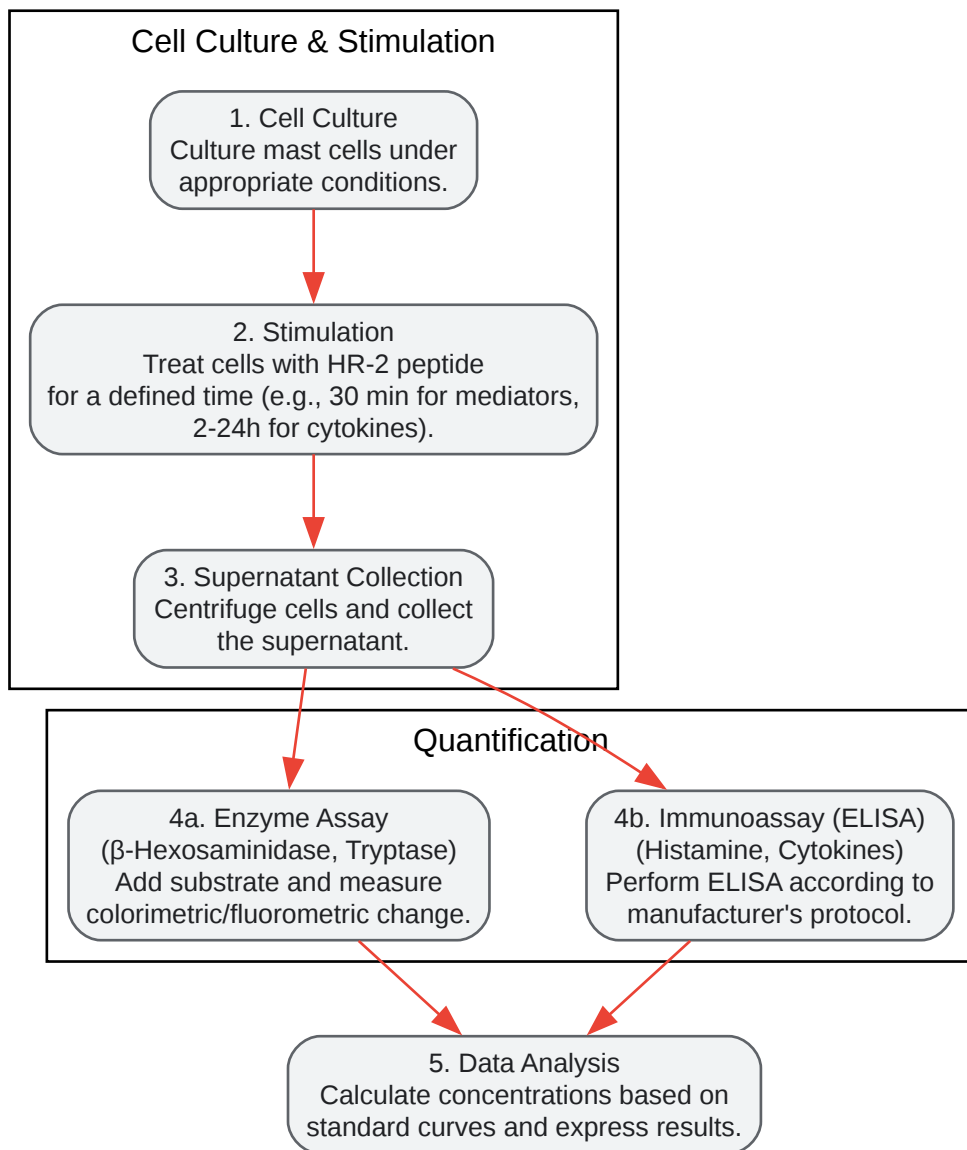 Cell Culture & Stimulation
1. Cell Culture
Culture mast cells under
appropriate conditions.
2. Stimulation
Treat cells with HR-2 peptide
for a defined time (e.g., 30 min for mediators,
2-24h for cytokines).
3. Supernatant Collection
Centrifuge cells and collect
the supernatant.
Quantification
4a. Enzyme Assay
(β-Hexosaminidase, Tryptase)
Add substrate and measure
colorimetric/fluorometric change.
4b. Immunoassay (ELISA)
(Histamine, Cytokines)
Perform ELISA according to
manufacturer's protocol.
5. Data Analysis
Calculate concentrations based on
standard curves and express results.